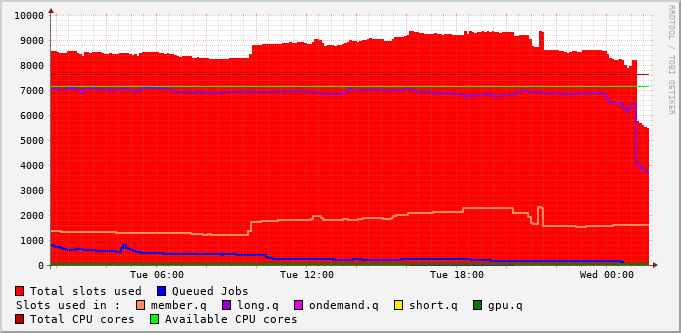 10000
9000
8000
7000
6000
5000
4000
3000
2000
1000
0
Tue 06:00 Tue 12:00 Tue 18:00 Wed 00:00
Total slots used Queued Jobs
Slots used in : member.q long.q ondemand.q short.q gpu.q
Total CPU cores Available CPU cores
RRDTOOL / TOBI OETIKER